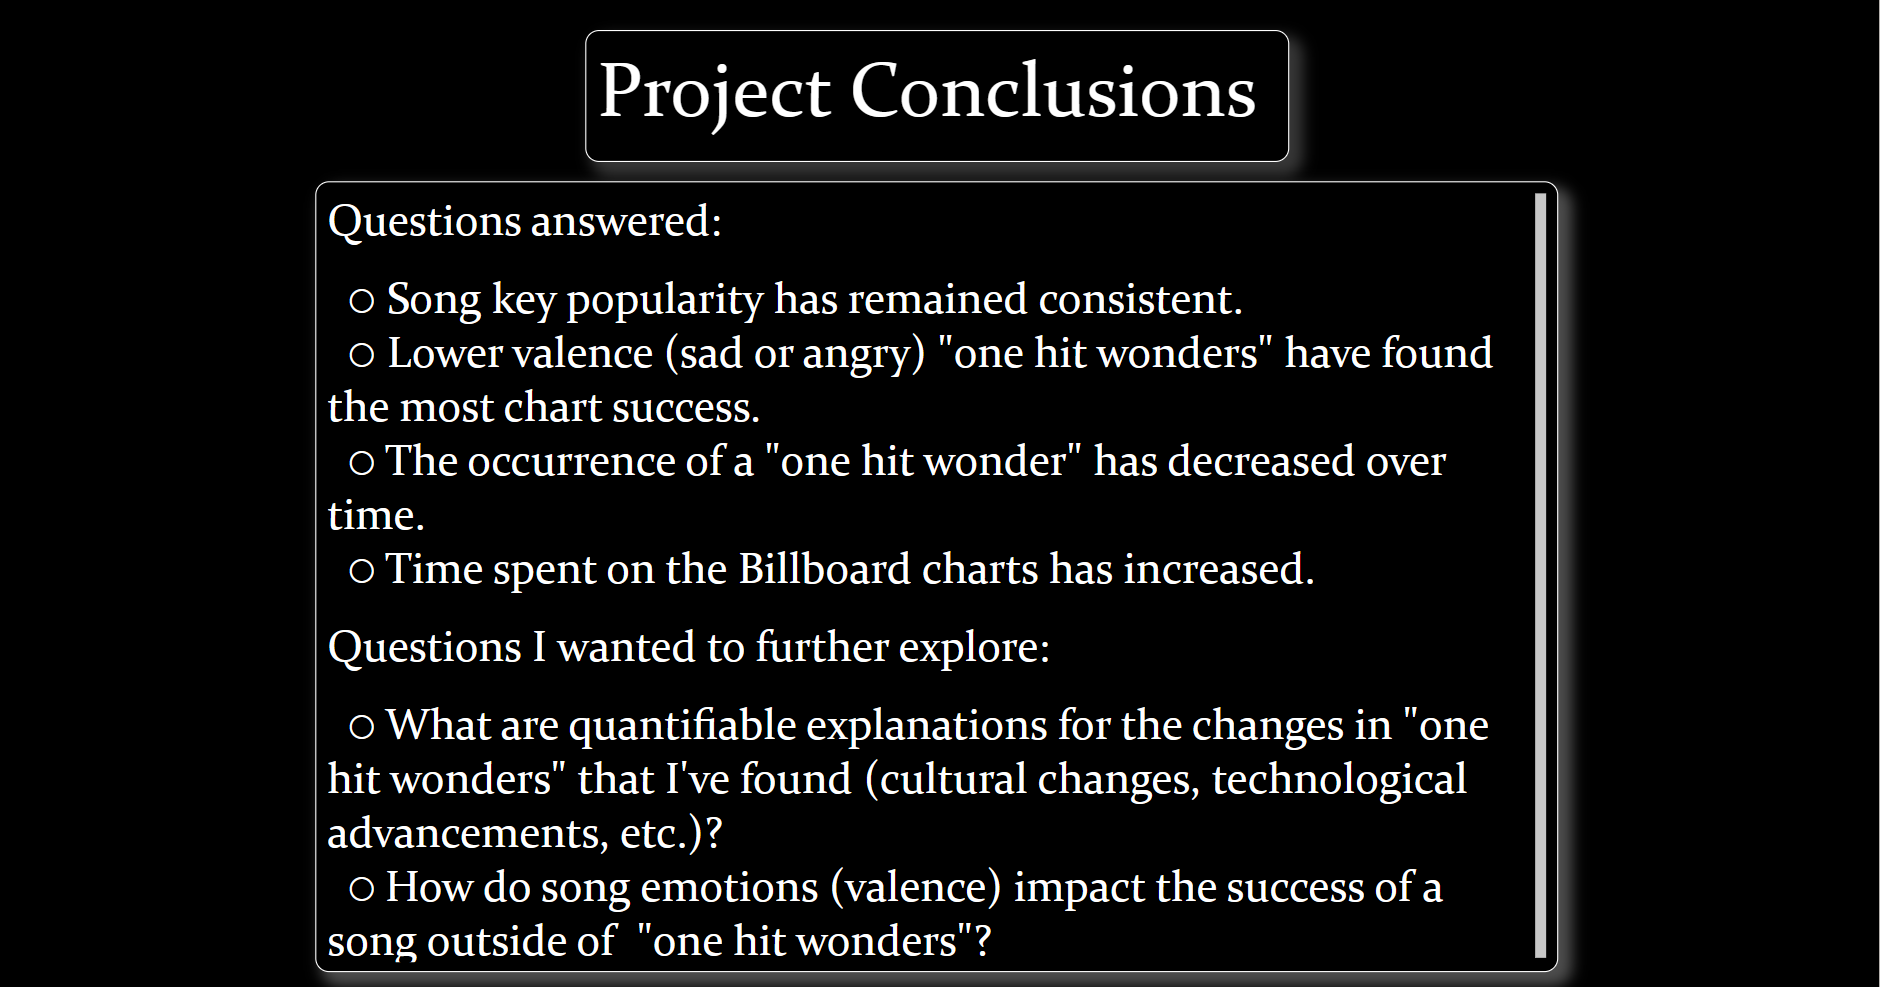 Project Conclusions
Questions answered:
○ Song key popularity has remained consistent.
○ Lower valence (sad or angry) "one hit wonders" have found
the most chart success.
○ The occurrence of a "one hit wonder" has decreased over
time.
○ Time spent on the Billboard charts has increased.
Questions I wanted to further explore:
○ What are quantifiable explanations for the changes in "one
hit wonders" that I've found (cultural changes, technological
advancements, etc.)?
○ How do song emotions (valence) impact the success of a
song outside of  "one hit wonders"?